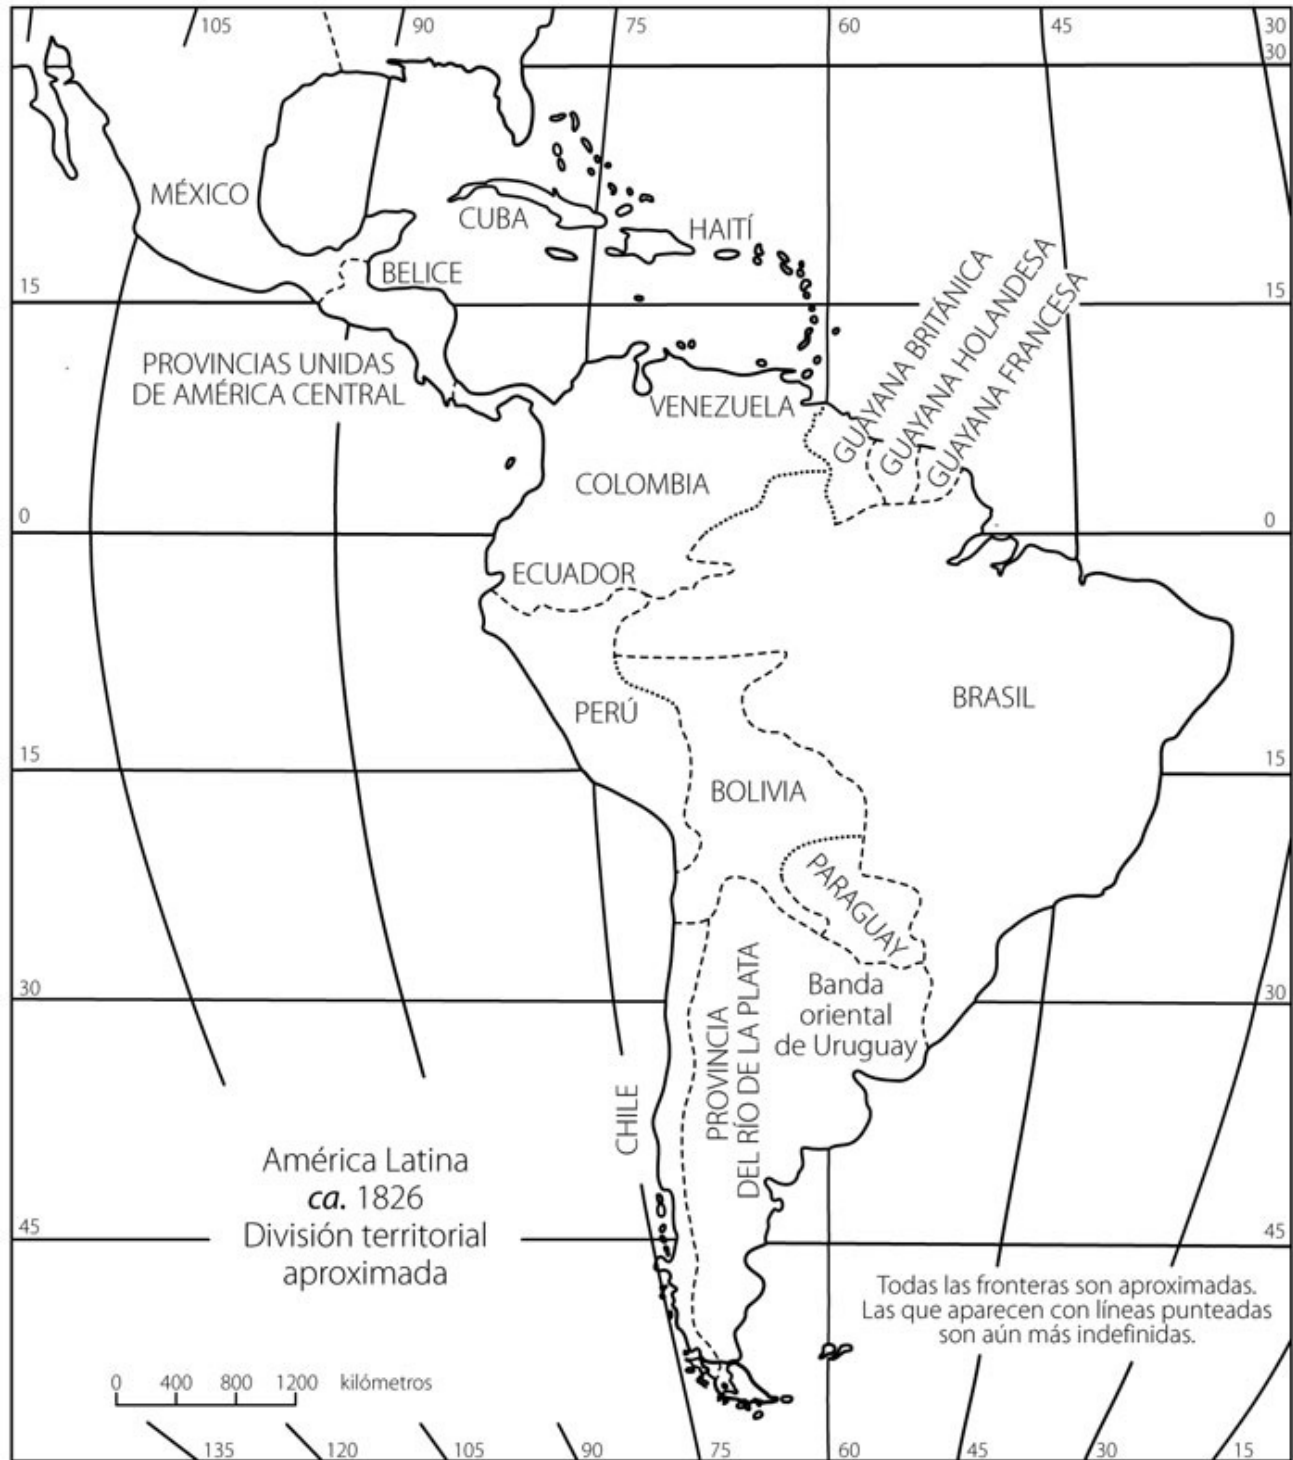 105
90
75
60
45
30
30
MÉXICO
CUBA
HAITÍ
BELICE
GUAYANA BRITÁNICA
GUAYANA HOLANDESA
GUAYANA FRANCESA
15
15
PROVINCIAS UNIDAS
DE AMÉRICA CENTRAL
VENEZUELA
COLOMBIA
0
0
ECUADOR
PERÚ
BRASIL
15
15
BOLIVIA
PARAGUAY
30
30
Banda
oriental
de Uruguay
PROVINCIA
DEL RÍO DE LA PLATA
CHILE
América Latina
ca. 1826
División territorial
aproximada
45
45
Todas las fronteras son aproximadas.
Las que aparecen con líneas punteadas
son aún más indefinidas.
0 400 800 1200 kilómetros
135
120
105
90
75
60
45
30
15